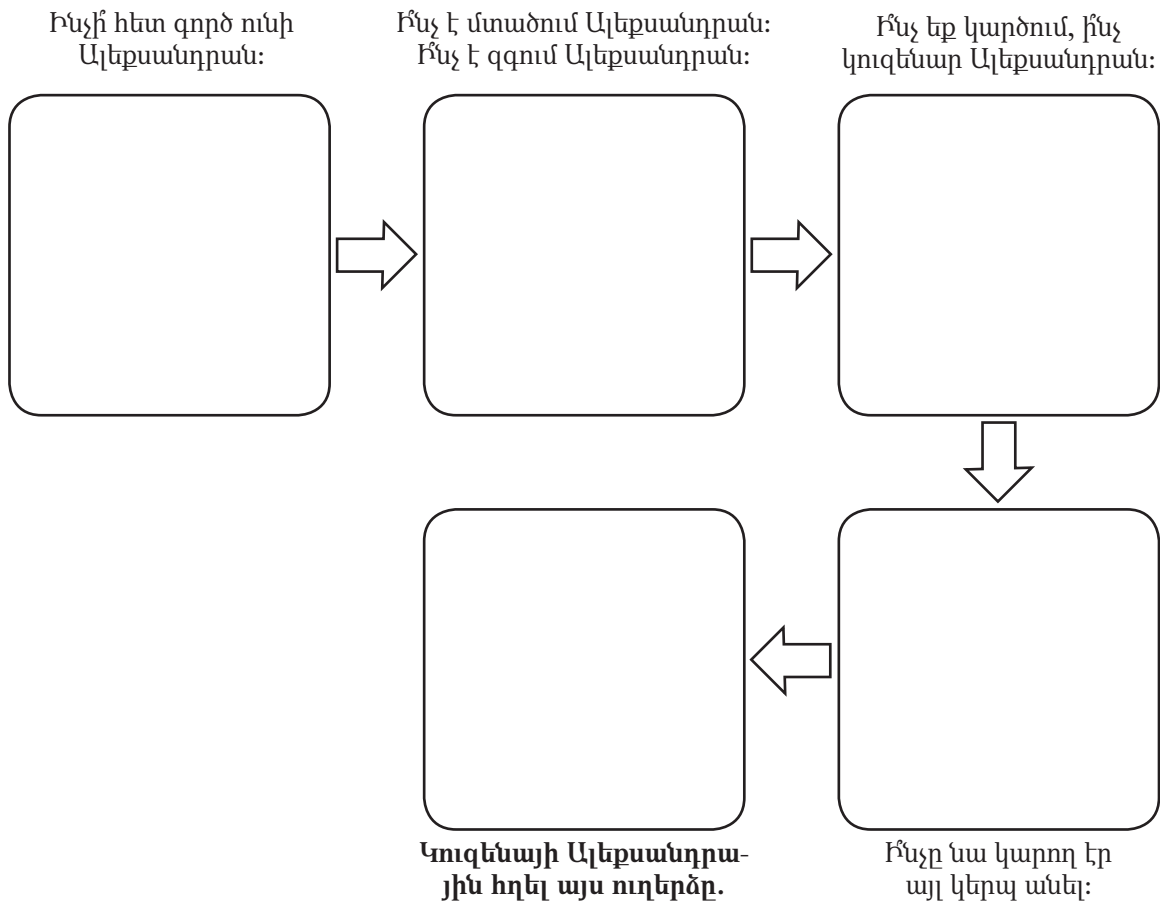 Ինչի՞ հետ գործ ունի
Ալեքսանդրան:
Ի՞նչ է մտածում Ալեքսանդրան:
Ի՞նչ է զգում Ալեքսանդրան:
Ի՞նչ եք կարծում, ի՞նչ
կուզենար Ալեքսանդրան:
Կուզենայի Ալեքսանդրա-
յին հղել այս ուղերձը.
Ի՞նչը նա կարող էր
այլ կերպ անել: